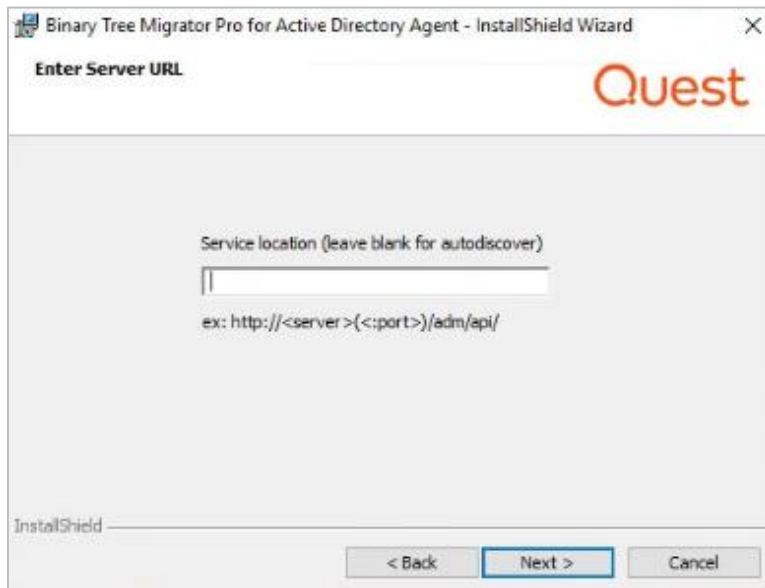 Binary Tree Migrator Pro for Active Directory Agent - InstallShield Wizard
Enter Server URL
Quest
Service location (leave blank for autodiscover)
ex: http://<server>(<:port>)/adm/api/
InstallShield
< Back Next > Cancel